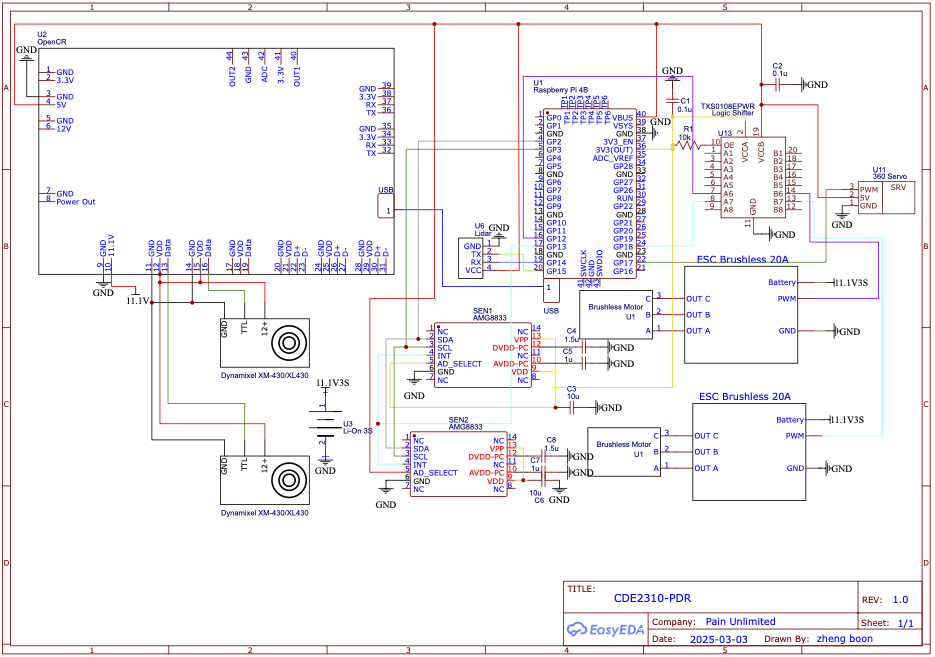 1 2 3 4 5
A
B
C
D
U2
OpenCR
GND
1 GND
2 3.3V
3 GND
4 5V
5 GND
6 12V
7 GND
8 Power Out
44 43 42 41 40
OUT2 GND ADC 3.3V OUT1
GND 39
3.3V 38
RX 37
TX 36
GND 35
3.3V 34
RX 33
TX 32
USB
1
GND 11.1V
9 10
GND VDD Data
11 12 13
GND VDD Data
14 15 16
GND VDD Data
17 18 19
GND VDD D+ D-
20 21 22 23
GND VDD D+ D-
24 25 26 27
GND VDD D+ D-
28 29 30 31
GND
11.1V
GND TTL 12+
Dynamixel XM-430/XL430
GND TTL 12+
Dynamixel XM-430/XL430
11.1V3S
+
1
U3
Li-On 3S
2
GND
U1
Raspberry Pi 4B
TP1 TP2 TP3 TP4 TP5 TP6
TP1 TP2 TP3 TP4 TP5 TP6
1 GP0 VBUS 40
2 GP1 VSYS 39
3 GND GND 38
4 GP2 3V3_EN 37
5 GP3 3V3(OUT) 36
6 GP4 ADC_VREF 35
7 GP5 GP28 34
8 GND GND 33
9 GP6 GP27 32
10 GP7 GP26 31
11 GP8 RUN 30
12 GP9 GP22 29
13 GND GND 28
14 GP10 GP21 27
15 GP11 GP20 26
16 GP12 GP19 25
17 GP13 GP18 24
18 GND GND 23
19 GP14 GP17 22
20 GP15 GP16 21
SWCLK GND SWDIO
41 42 43
U6
Lidar
GND
GND 1
TX 2
RX 3
VCC 4
1
USB
GND
C1
0.1u
GND
R1
10k
C2
0.1u
GND
TXS0108EPWR
Logic Shifter
U13
2 19
VCCA VCCB
10 OE
1 A1 B1 20
3 A2 B2 18
4 A3 B3 17
5 A4 B4 16
6 A5 B5 15
7 A6 B6 14
8 A7 B7 13
9 A8 B8 12
GND
11
GND
U11
360 Servo
3 PWM SRV
2 5V
1 GND
GND
SEN1
AMG8833
1 NC NC 14
2 SDA VPP 13
3 SCL DVDD-PC 12
4 INT NC 11
5 AD_SELECT AVDD-PC 10
6 GND VDD 9
7 NC NC 8
GND
C4
1.5u
GND
C5
1u
GND
C3
10u
GND
SEN2
AMG8833
1 NC NC 14
2 SDA VPP 13
3 SCL DVDD-PC 12
4 INT NC 11
5 AD_SELECT AVDD-PC 10
6 GND VDD 9
7 NC NC 8
GND
C8
1.5u
GND
C7
1u
GND
10u
C6
GND
Brushless Motor
U1
C 3
B 2
A 1
ESC Brushless 20A
OUT C
OUT B
OUT A
Battery
PWM
GND
11.1V3S
GND
Brushless Motor
U1
C 3
B 2
A 1
ESC Brushless 20A
OUT C
OUT B
OUT A
Battery
PWM
GND
11.1V3S
GND
TITLE:
CDE2310-PDR
REV: 1.0
EasyEDA
Company: Pain Unlimited
Sheet: 1/1
Date: 2025-03-03 Drawn By: zheng boon
A
B
C
D
1 2 3 4 5